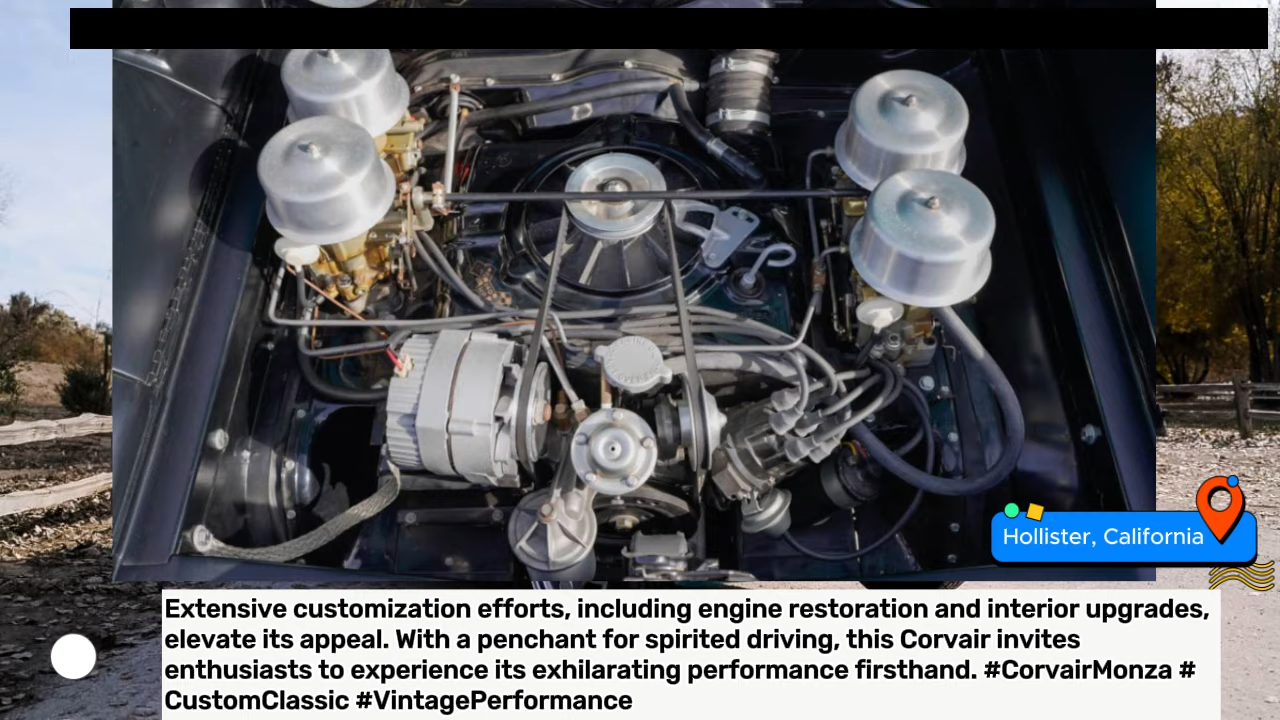 Hollister, California
Extensive customization efforts, including engine restoration and interior upgrades,
elevate its appeal. With a penchant for spirited driving, this Corvair invites
enthusiasts to experience its exhilarating performance firsthand. #CorvairMonza #
CustomClassic #VintagePerformance